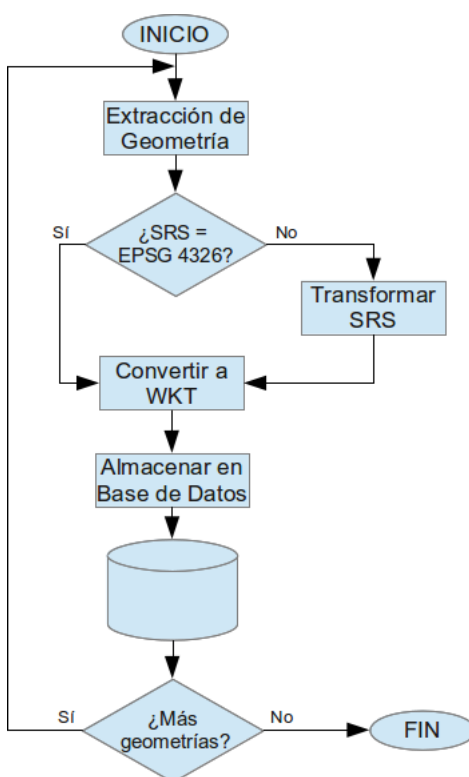 INICIO
Extracción de
Geometría
Sí
¿SRS =
EPSG 4326?
No
Transformar
SRS
Convertir a
WKT
Almacenar en
Base de Datos
Sí
¿Más
geometrías?
No
FIN